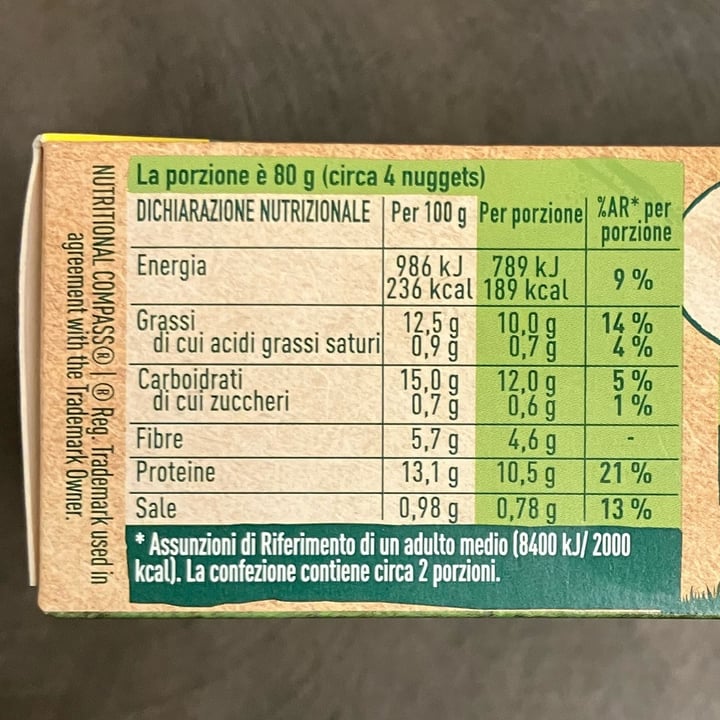 La porzione è 80 g (circa 4 nuggets)
DICHIARAZIONE NUTRIZIONALE Per 100 g Per porzione %AR* per porzione
Energia 986 kJ 789 kJ 9 %
236 kcal 189 kcal
Grassi 12,5 g 10,0 g 14 %
di cui acidi grassi saturi 0,9 g 0,7 g 4 %
Carboidrati 15,0 g 12,0 g 5 %
di cui zuccheri 0,7 g 0,6 g 1 %
Fibre 5,7 g 4,6 g -
Proteine 13,1 g 10,5 g 21 %
Sale 0,98 g 0,78 g 13 %
* Assunzioni di Riferimento di un adulto medio (8400 kJ/ 2000
kcal). La confezione contiene circa 2 porzioni.
NUTRITIONAL COMPASS® | ® Reg. Trademark used in
agreement with the Trademark Owner.